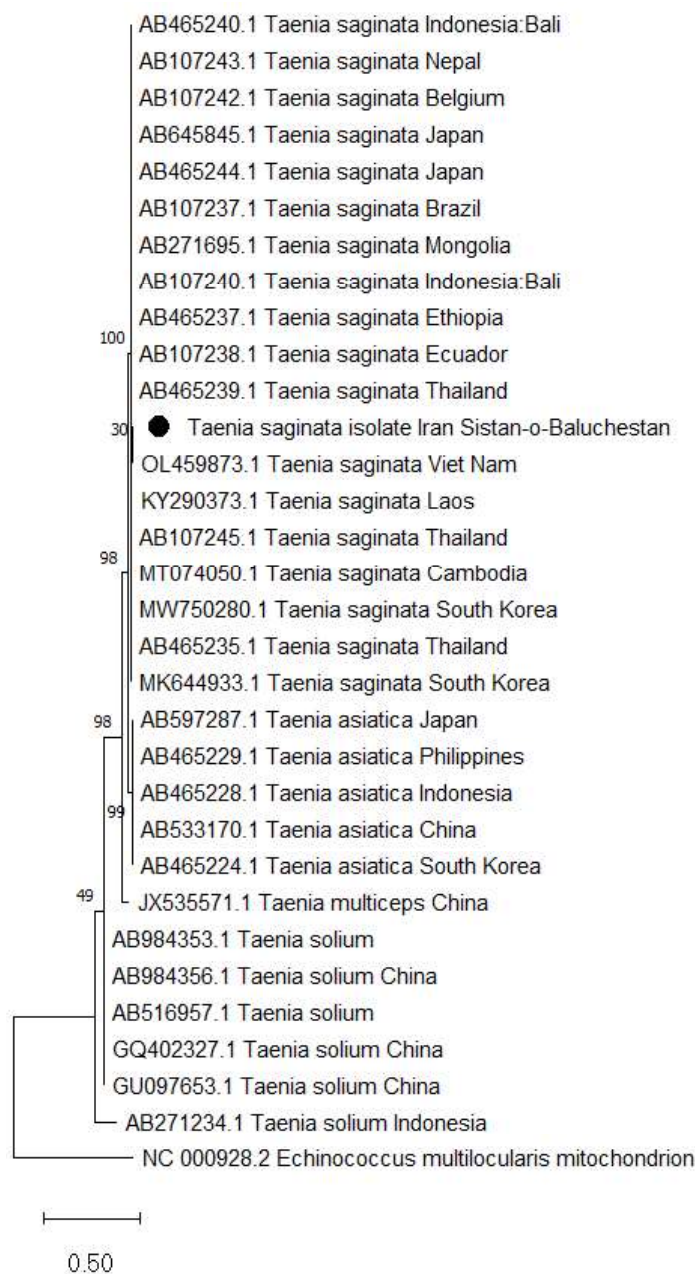 AB465240.1 Taenia saginata Indonesia:Bali
AB107243.1 Taenia saginata Nepal
AB107242.1 Taenia saginata Belgium
AB645845.1 Taenia saginata Japan
AB465244.1 Taenia saginata Japan
AB107237.1 Taenia saginata Brazil
AB271695.1 Taenia saginata Mongolia
AB107240.1 Taenia saginata Indonesia:Bali
AB465237.1 Taenia saginata Ethiopia
100
AB107238.1 Taenia saginata Ecuador
AB465239.1 Taenia saginata Thailand
30
Taenia saginata isolate Iran Sistan-o-Baluchestan
OL459873.1 Taenia saginata Viet Nam
KY290373.1 Taenia saginata Laos
AB107245.1 Taenia saginata Thailand
98
MT074050.1 Taenia saginata Cambodia
MW750280.1 Taenia saginata South Korea
AB465235.1 Taenia saginata Thailand
MK644933.1 Taenia saginata South Korea
98
AB597287.1 Taenia asiatica Japan
AB465229.1 Taenia asiatica Philippines
AB465228.1 Taenia asiatica Indonesia
99
AB533170.1 Taenia asiatica China
AB465224.1 Taenia asiatica South Korea
49
JX535571.1 Taenia multiceps China
AB984353.1 Taenia solium
AB984356.1 Taenia solium China
AB516957.1 Taenia solium
GQ402327.1 Taenia solium China
GU097653.1 Taenia solium China
AB271234.1 Taenia solium Indonesia
NC 000928.2 Echinococcus multilocularis mitochondrion
0.50